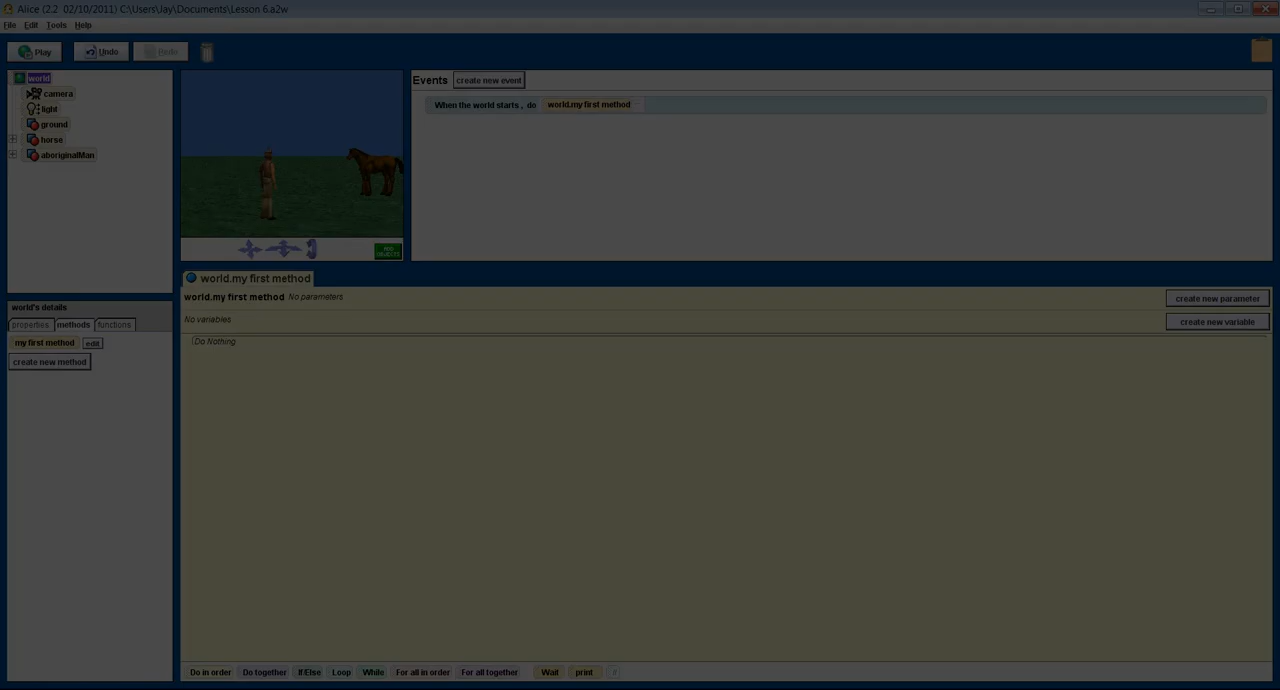 Alice (2.2 02/10/2011) C:\Users\Jay\Documents\Lesson 6.a2w
File Edit Tools Help
Play Undo Redo
world
camera
light
ground
horse
aboriginalMan
Events create new event
When the world starts, do world.my first method
world's details
properties methods functions
my first method edit
create new method
world.my first method
world.my first method No parameters
create new parameter
No variables
create new variable
Do Nothing
Do in order Do together If/Else Loop While For all in order For all together Wait print //